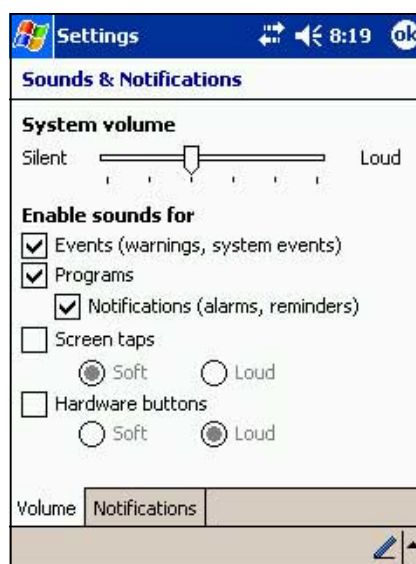 Settings 8:19 ok
Sounds & Notifications
System volume
Silent Loud
Enable sounds for
Events (warnings, system events)
Programs
Notifications (alarms, reminders)
Screen taps
Soft Loud
Hardware buttons
Soft Loud
Volume Notifications